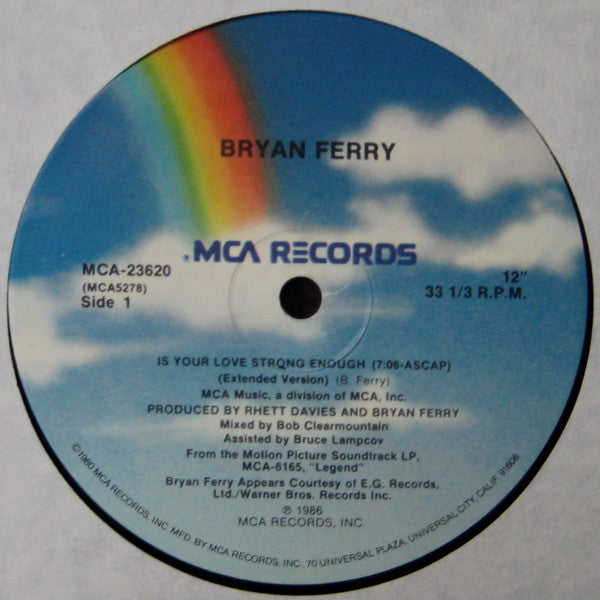 BRYAN FERRY
MCA RECORDS
MCA-23620
(MCA5278)
Side 1
12"
33 1/3 R.P.M.
IS YOUR LOVE STRONG ENOUGH (7:06-ASCAP)
(Extended Version) (B. Ferry)
MCA Music, a division of MCA, Inc.
PRODUCED BY RHETT DAVIES AND BRYAN FERRY
Mixed by Bob Clearmountain
Assisted by Bruce Lampcov
From the Motion Picture Soundtrack LP,
MCA-6165, "Legend"
Bryan Ferry Appears Courtesy of E.G. Records,
Ltd./Warner Bros. Records Inc.
℗ 1986
MCA RECORDS, INC.
©1980 MCA RECORDS, INC. MFD. BY MCA RECORDS, INC., 70 UNIVERSAL PLAZA, UNIVERSAL CITY, CALIF. 91608